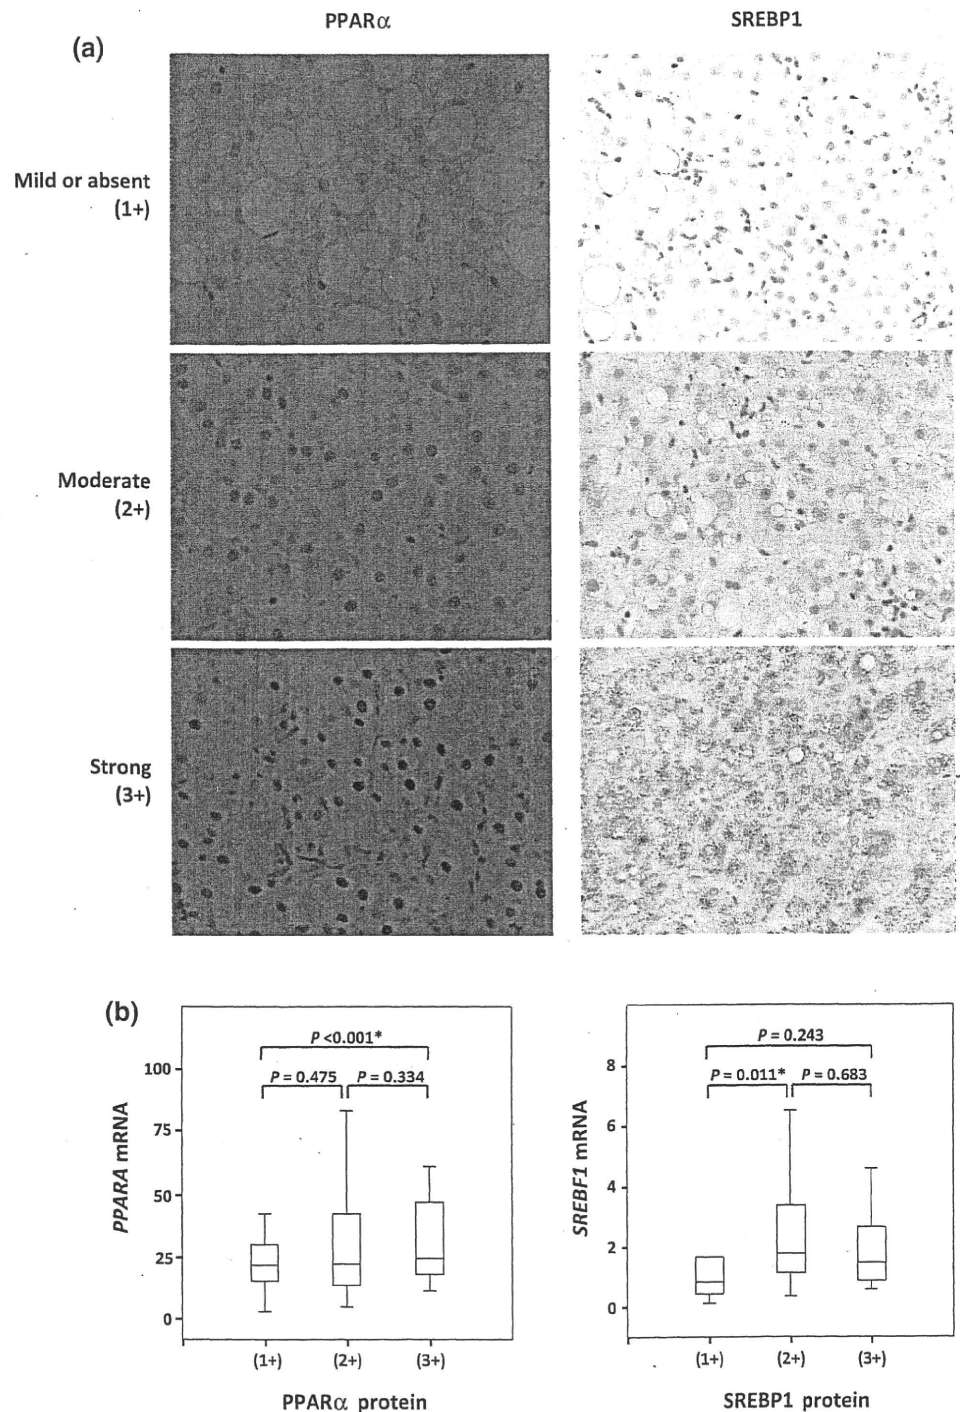 PPARα
SREBP1
(a)
Mild or absent
(1+)
Moderate
(2+)
Strong
(3+)
(b)
P <0.001*
P = 0.475
P = 0.334
100
75
50
25
0
PPARA mRNA
(1+)
(2+)
(3+)
PPARα protein
P = 0.243
P = 0.011*
P = 0.683
8
6
4
2
0
SREBF1 mRNA
(1+)
(2+)
(3+)
SREBP1 protein